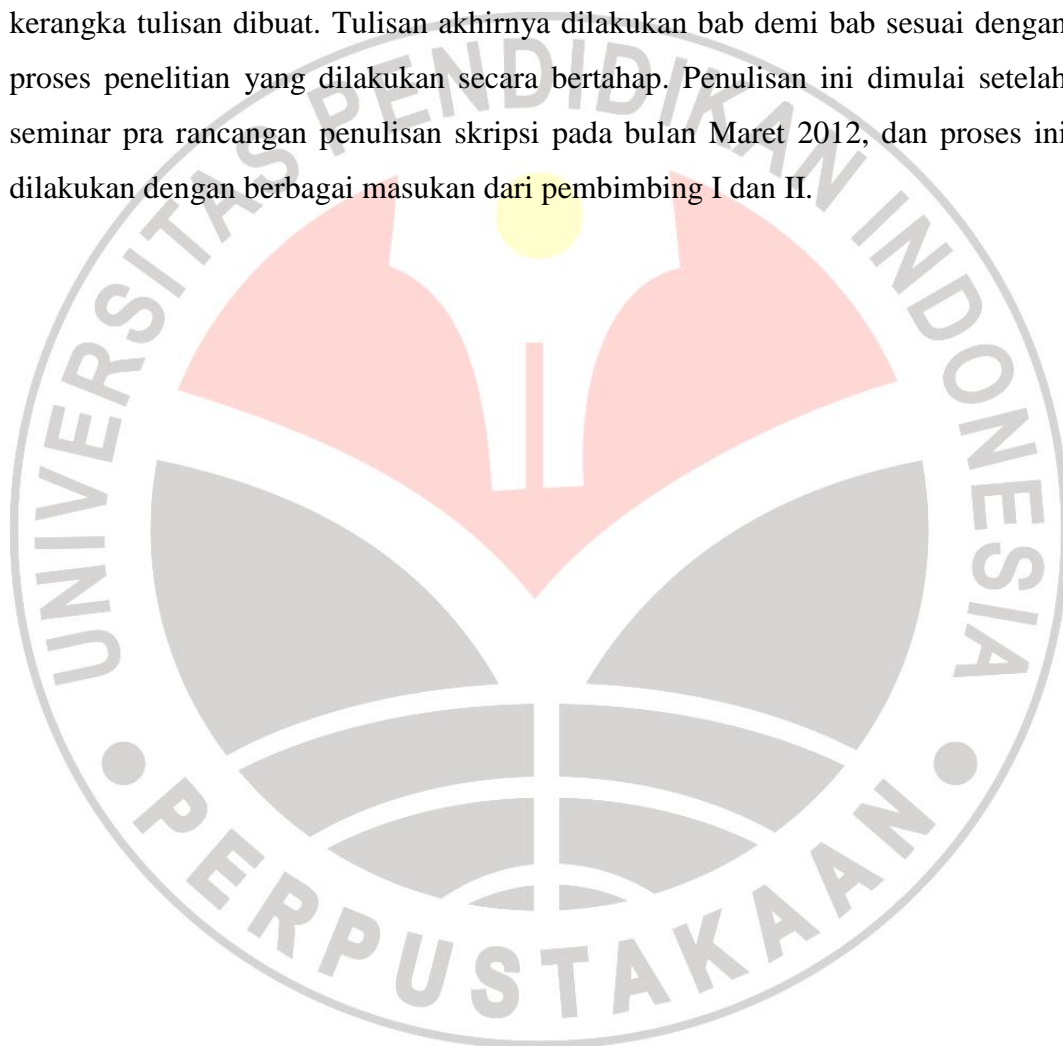 kerangka tulisan dibuat. Tulisan akhirnya dilakukan bab demi bab sesuai dengan
proses penelitian yang dilakukan secara bertahap. Penulisan ini dimulai setelah
seminar pra rancangan penulisan skripsi pada bulan Maret 2012, dan proses ini
dilakukan dengan berbagai masukan dari pembimbing I dan II.
UNIVERSITAS PENDIDIKAN INDONESIA
PERPUSTAKAAN